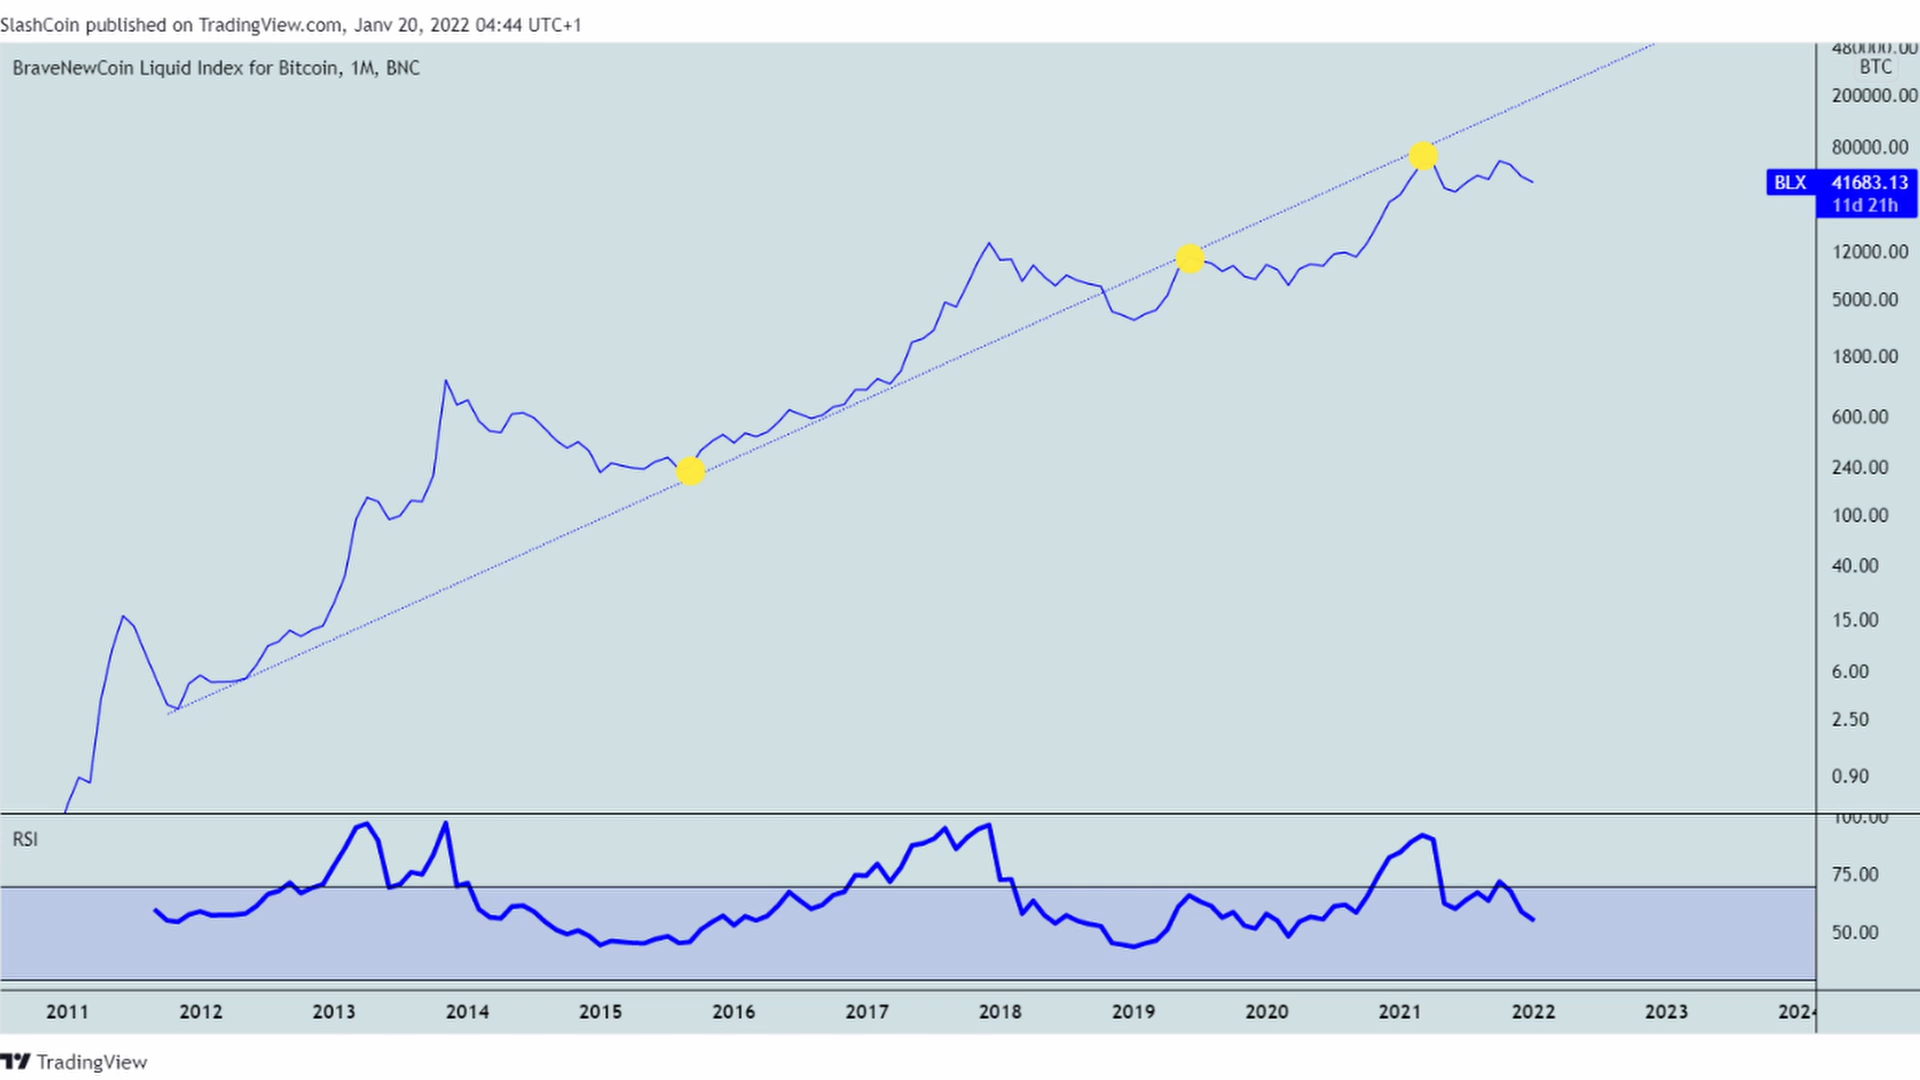 SlashCoin published on TradingView.com, Janv 20, 2022 04:44 UTC+1
BraveNewCoin Liquid Index for Bitcoin, 1M, BNC
480000.00
BTC
200000.00
80000.00
BLX 41683.13
11d 21h
12000.00
5000.00
1800.00
600.00
240.00
100.00
40.00
15.00
6.00
2.50
0.90
RSI
100.00
75.00
50.00
2011 2012 2013 2014 2015 2016 2017 2018 2019 2020 2021 2022 2023 2024
TradingView